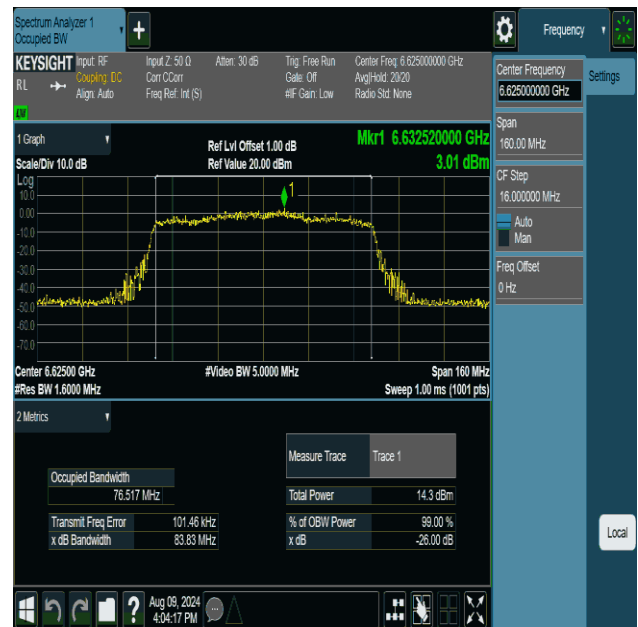 Spectrum Analyzer 1
Occupied BW
+
Frequency
KEYSIGHT Input: RF Input Z: 50 Ω Atten: 30 dB Trig: Free Run Center Freq: 6.625000000 GHz
RL Coupling: DC Corr CCorr Gate: Off Avg|Hold: 20/20
Align: Auto Freq Ref: Int (S) #IF Gain: Low Radio Std: None
Center Frequency
6.625000000 GHz
Settings
Span
160.00 MHz
CF Step
16.000000 MHz
Auto
Man
Freq Offset
0 Hz
Local
1 Graph
Ref Lvl Offset 1.00 dB Mkr1 6.632520000 GHz
Scale/Div 10.0 dB Ref Value 20.00 dBm 3.01 dBm
Log
10.0
0.00
-10.0
-20.0
-30.0
-40.0
-50.0
-60.0
-70.0
1
Center 6.62500 GHz #Video BW 5.0000 MHz Span 160 MHz
#Res BW 1.6000 MHz Sweep 1.00 ms (1001 pts)
2 Metrics
Measure Trace Trace 1
Occupied Bandwidth
76.517 MHz Total Power 14.3 dBm
Transmit Freq Error 101.46 kHz % of OBW Power 99.00 %
x dB Bandwidth 83.83 MHz x dB -26.00 dB
? Aug 09, 2024
4:04:17 PM